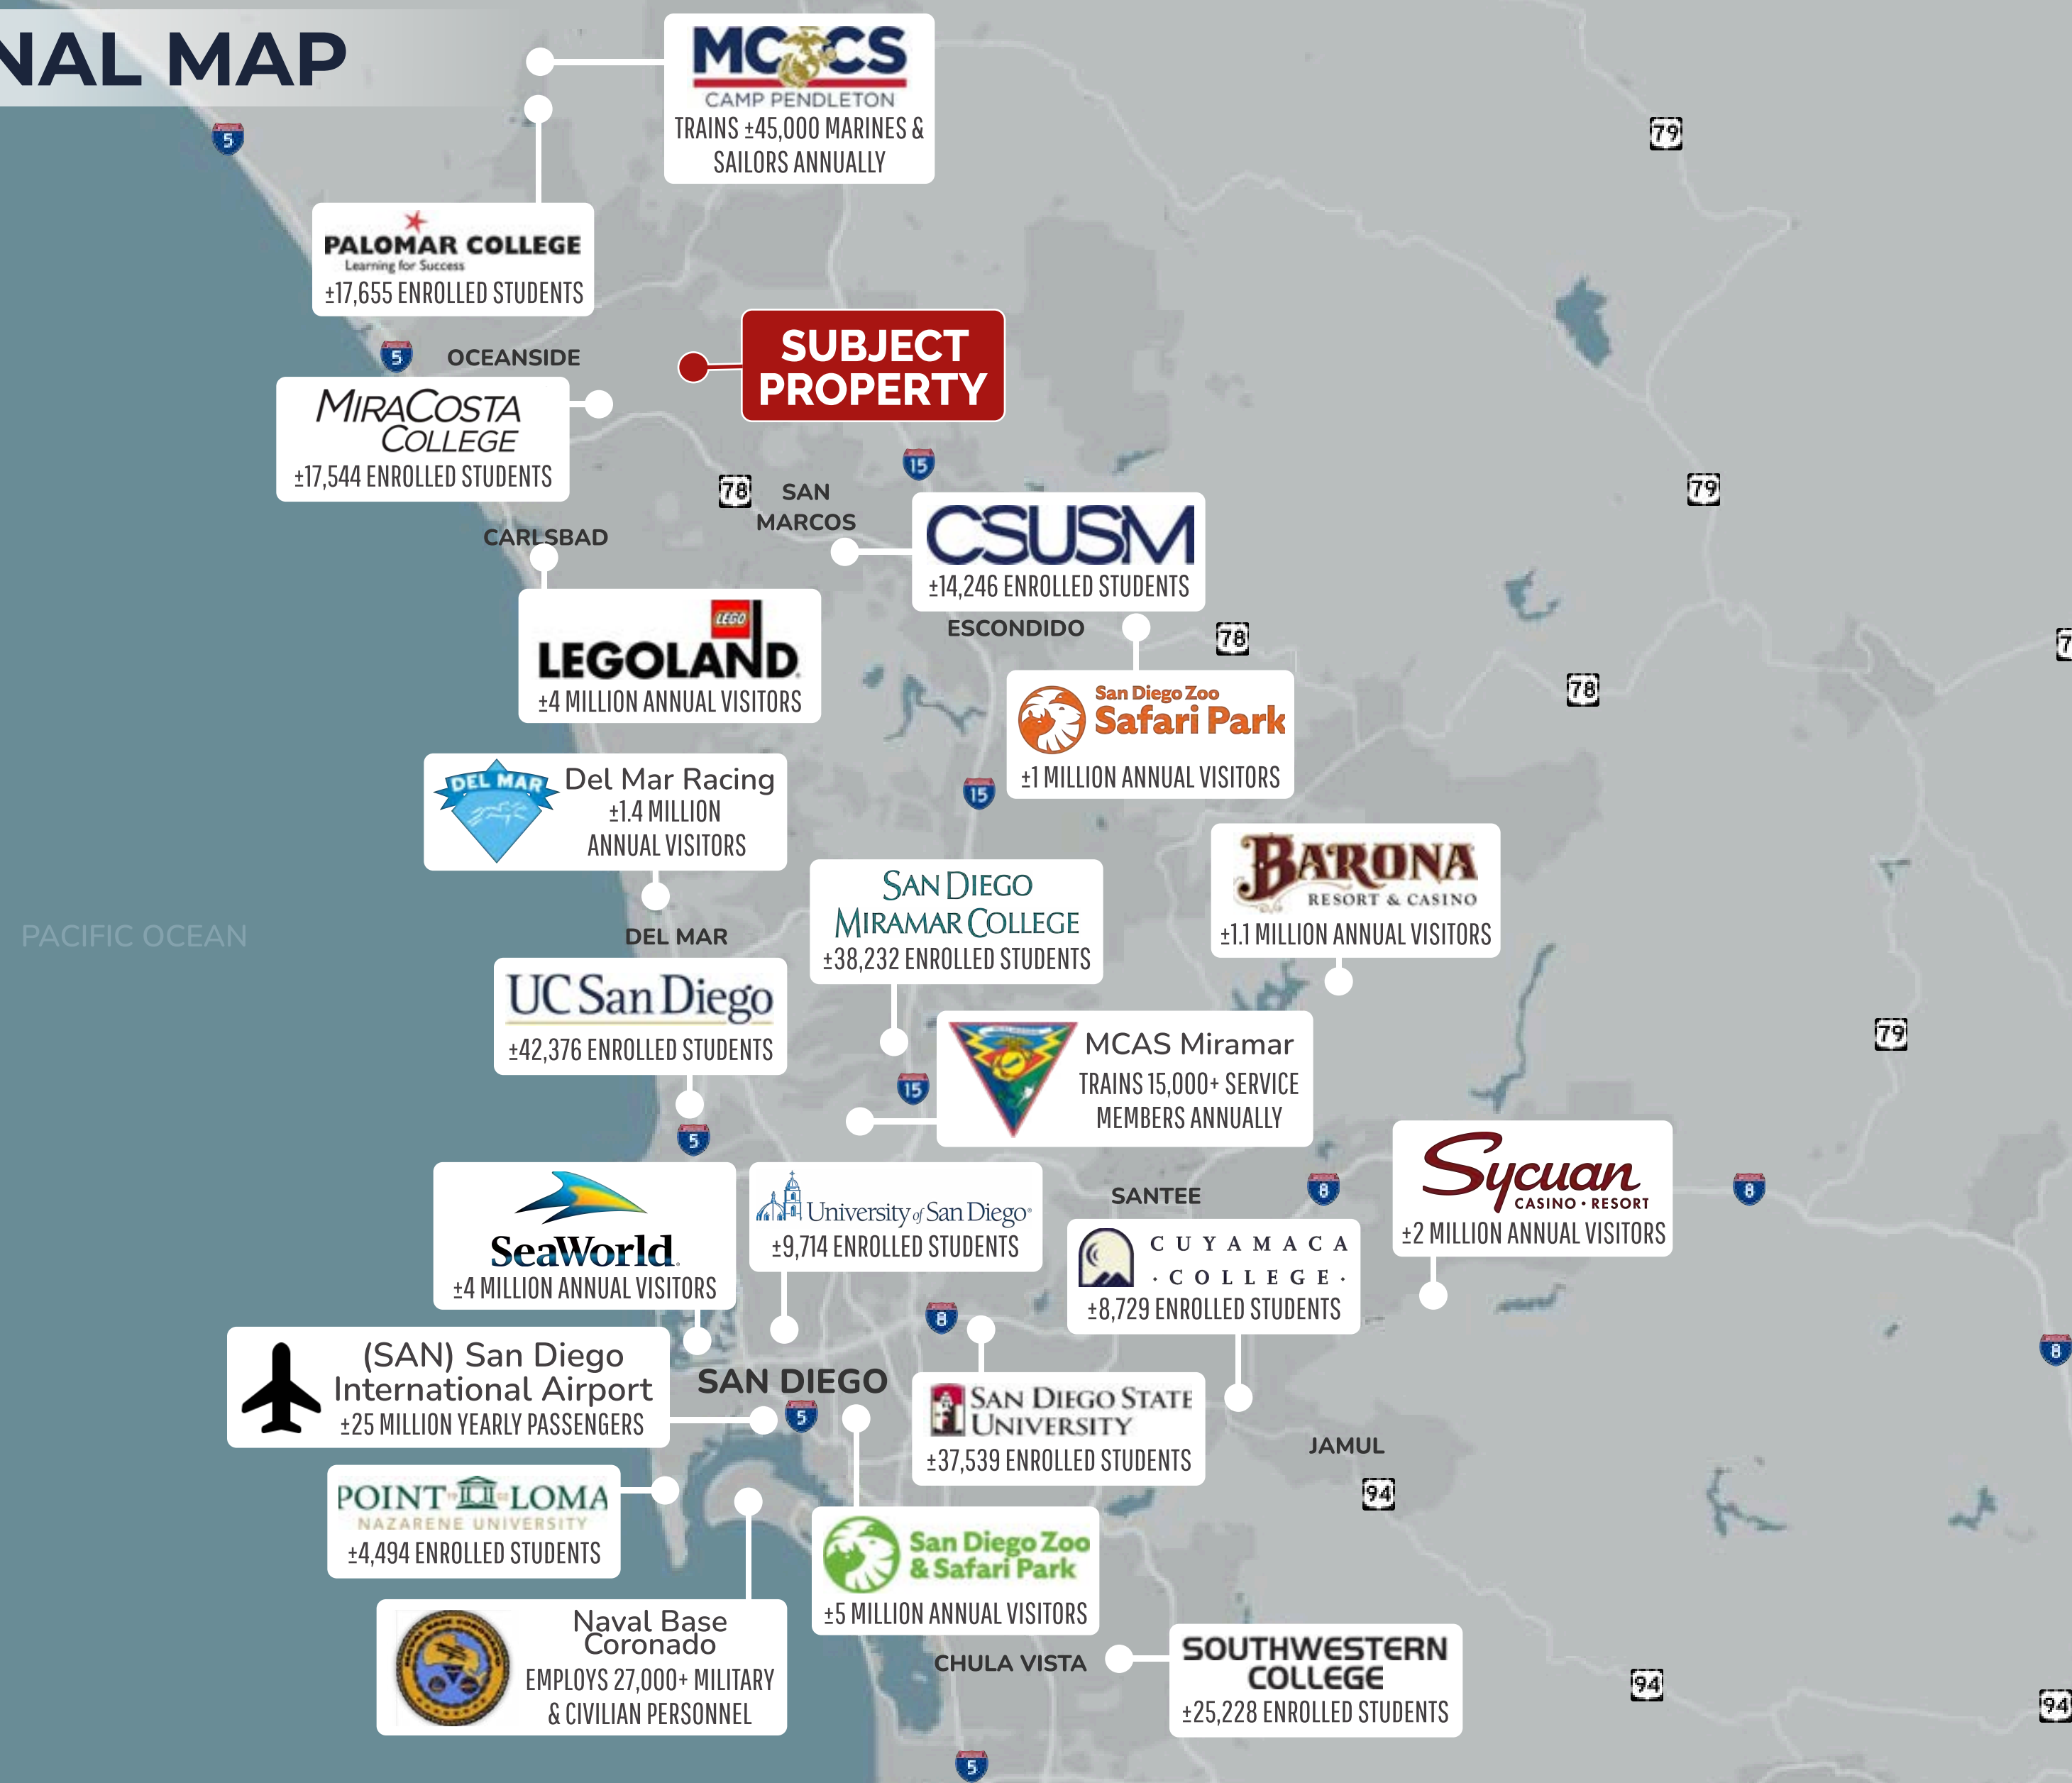 NAL MAP
MCCS
CAMP PENDLETON
TRAINS ±45,000 MARINES &
SAILORS ANNUALLY
79
5
PALOMAR COLLEGE
Learning for Success
±17,655 ENROLLED STUDENTS
SUBJECT
PROPERTY
5
OCEANSIDE
MIRACOSTA
COLLEGE
±17,544 ENROLLED STUDENTS
15
78
SAN
MARCOS
79
CARLSBAD
CSUSM
±14,246 ENROLLED STUDENTS
LEGO
LEGOLAND
±4 MILLION ANNUAL VISITORS
ESCONDIDO
78
7
78
San Diego Zoo
Safari Park
±1 MILLION ANNUAL VISITORS
DEL MAR
Del Mar Racing
±1.4 MILLION
ANNUAL VISITORS
15
BARONA
RESORT & CASINO
±1.1 MILLION ANNUAL VISITORS
SAN DIEGO
MIRAMAR COLLEGE
±38,232 ENROLLED STUDENTS
PACIFIC OCEAN
DEL MAR
UC San Diego
±42,376 ENROLLED STUDENTS
79
MCAS Miramar
TRAINS 15,000+ SERVICE
MEMBERS ANNUALLY
15
5
Sycuan
CASINO • RESORT
±2 MILLION ANNUAL VISITORS
SANTEE
8
8
SeaWorld
±4 MILLION ANNUAL VISITORS
University of San Diego
±9,714 ENROLLED STUDENTS
CUYAMACA
· COLLEGE ·
±8,729 ENROLLED STUDENTS
8
8
(SAN) San Diego
International Airport
±25 MILLION YEARLY PASSENGERS
SAN DIEGO
5
SAN DIEGO STATE
UNIVERSITY
±37,539 ENROLLED STUDENTS
JAMUL
94
POINT LOMA
NAZARENE UNIVERSITY
±4,494 ENROLLED STUDENTS
San Diego Zoo
& Safari Park
±5 MILLION ANNUAL VISITORS
Naval Base
Coronado
EMPLOYS 27,000+ MILITARY
& CIVILIAN PERSONNEL
CHULA VISTA
SOUTHWESTERN
COLLEGE
±25,228 ENROLLED STUDENTS
94
94
5